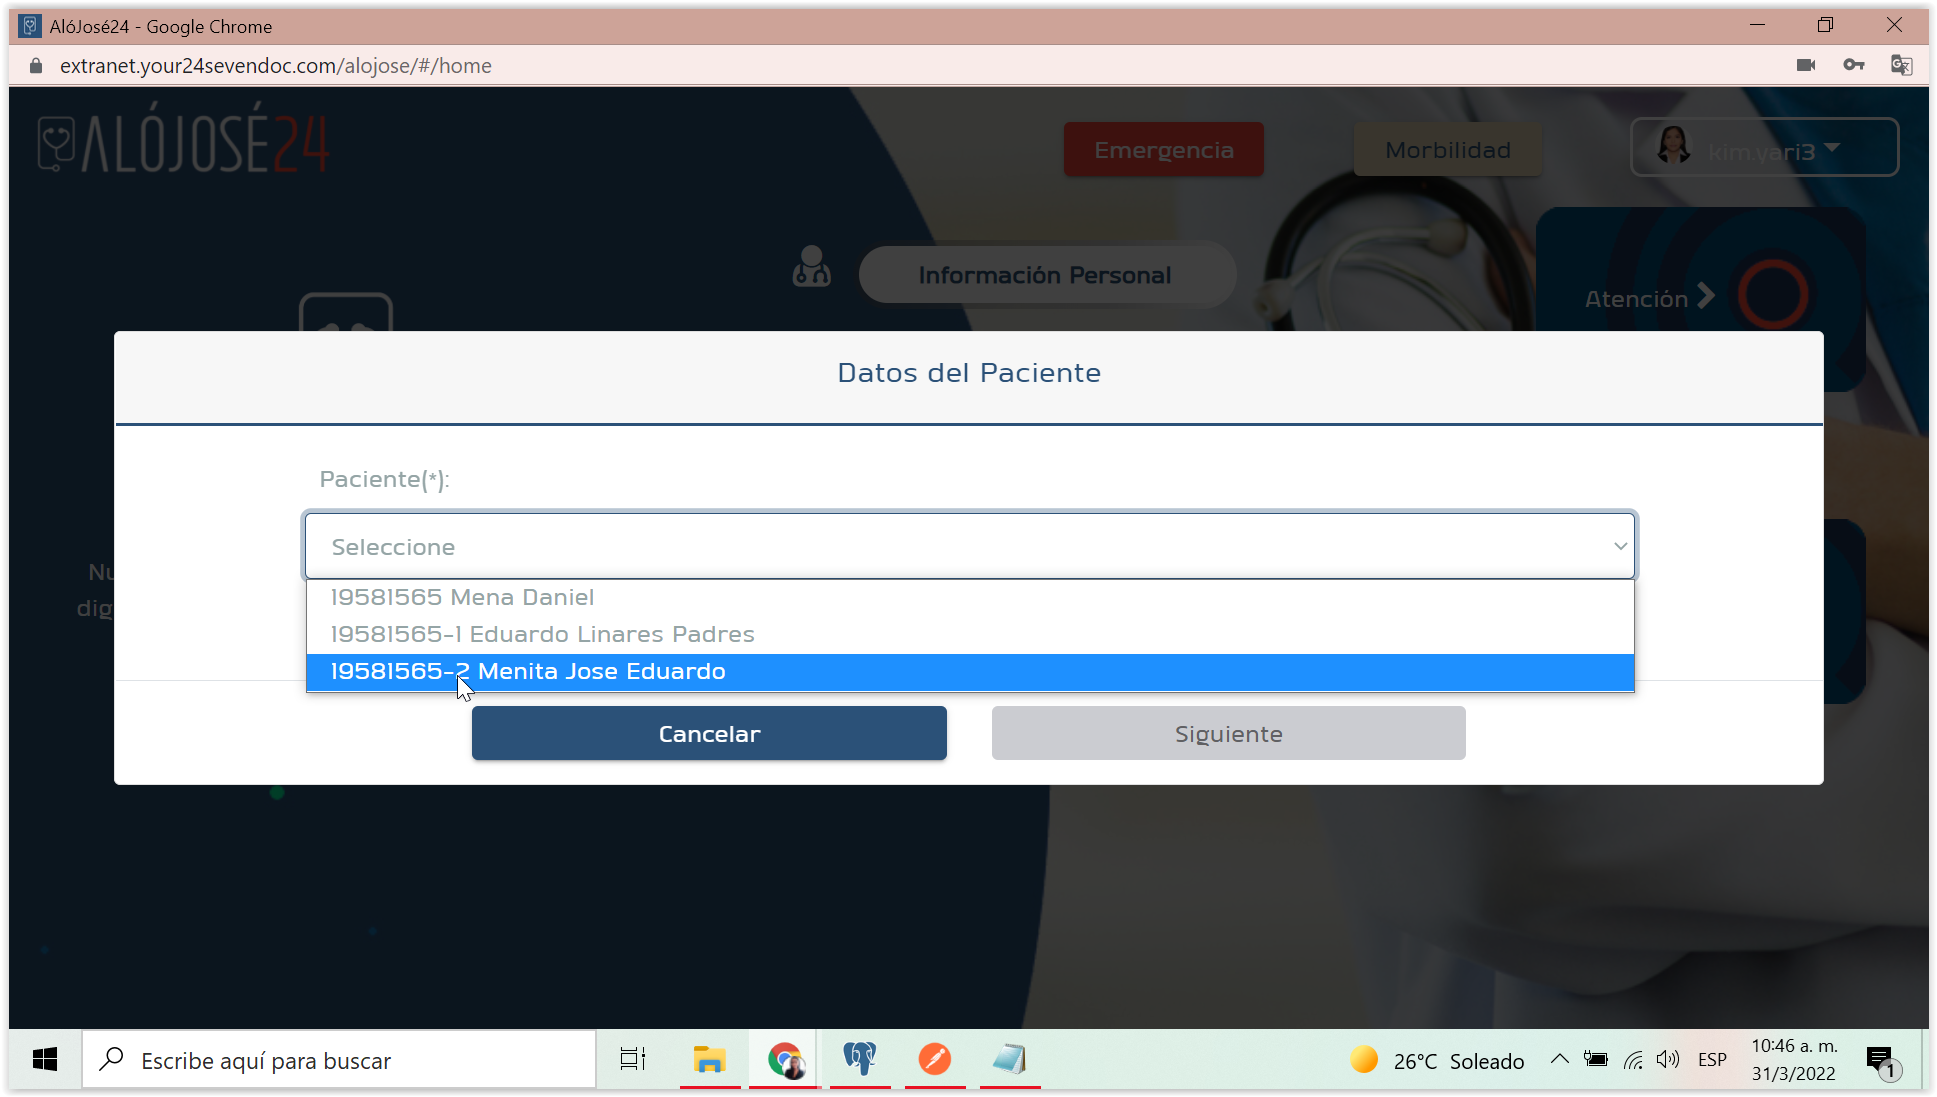 AlóJosé24 - Google Chrome
extranet.your24sevendoc.com/alojose/#/home
ALÓJOSÉ24
Emergencia
Morbilidad
kim.yari3
Información Personal
Atención
Datos del Paciente
Paciente(*):
Seleccione
19581565 Mena Daniel
19581565-1 Eduardo Linares Padres
19581565-2 Menita Jose Eduardo
Nu
dig
Cancelar
Siguiente
Escribe aquí para buscar
26°C Soleado
ESP
10:46 a. m.
31/3/2022
1